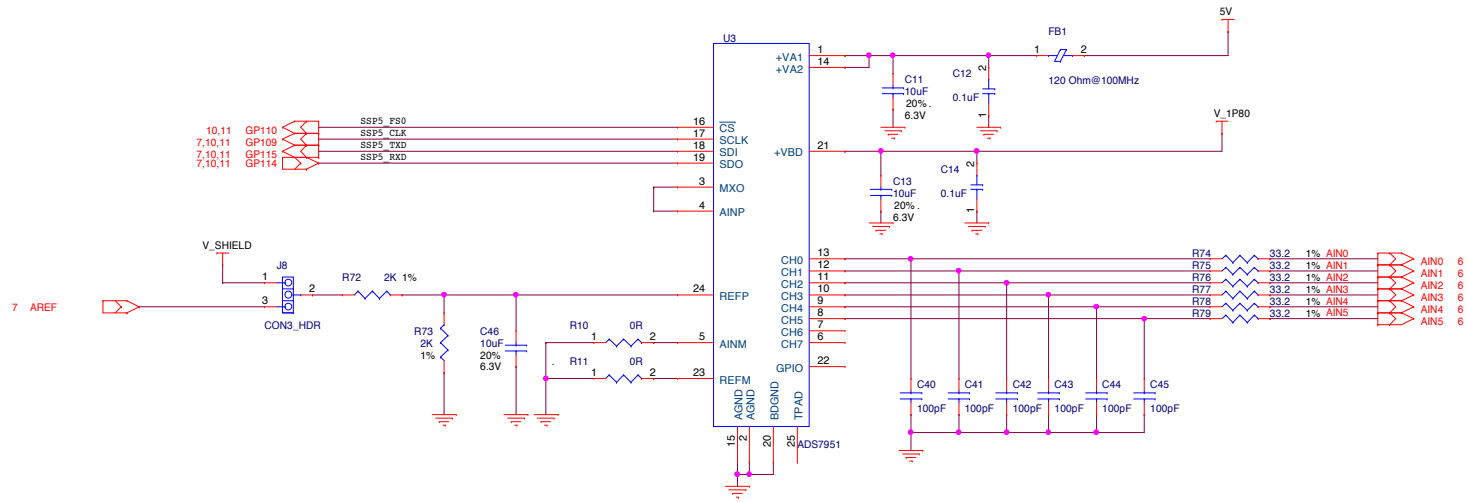 5V
U3
FB1
1 2
120 Ohm@100MHz
+VA1 1
+VA2 14
C11
10uF
20% .
6.3V
C12
0.1uF
2
1
V_1P80
10,11 GP110 SSP5_FS0 16 CS
7,10,11 GP109 SSP5_CLK 17 SCLK
7,10,11 GP115 SSP5_TXD 18 SDI
7,10,11 GP114 SSP5_RXD 19 SDO
+VBD 21
C13
10uF
20% .
6.3V
C14
0.1uF
2
1
3 MXO
4 AINP
V_SHIELD
J8
1
2
3
CON3_HDR
7 AREF
R72 2K 1%
24 REFP
R73
2K
1%
C46
10uF
20%
6.3V
R10 0R
1 2
5 AINM
R11 0R
1 2
23 REFM
CH0 13 R74 33.2 1% AIN0 AIN0 6
CH1 12 R75 33.2 1% AIN1 AIN1 6
CH2 11 R76 33.2 1% AIN2 AIN2 6
CH3 10 R77 33.2 1% AIN3 AIN3 6
CH4 9 R78 33.2 1% AIN4 AIN4 6
CH5 8 R79 33.2 1% AIN5 AIN5 6
CH6 7
CH7 6
GPIO 22
C40 C41 C42 C43 C44 C45
100pF 100pF 100pF 100pF 100pF 100pF
AGND AGND BDGND TPAD
15 2 20 25
ADS7951